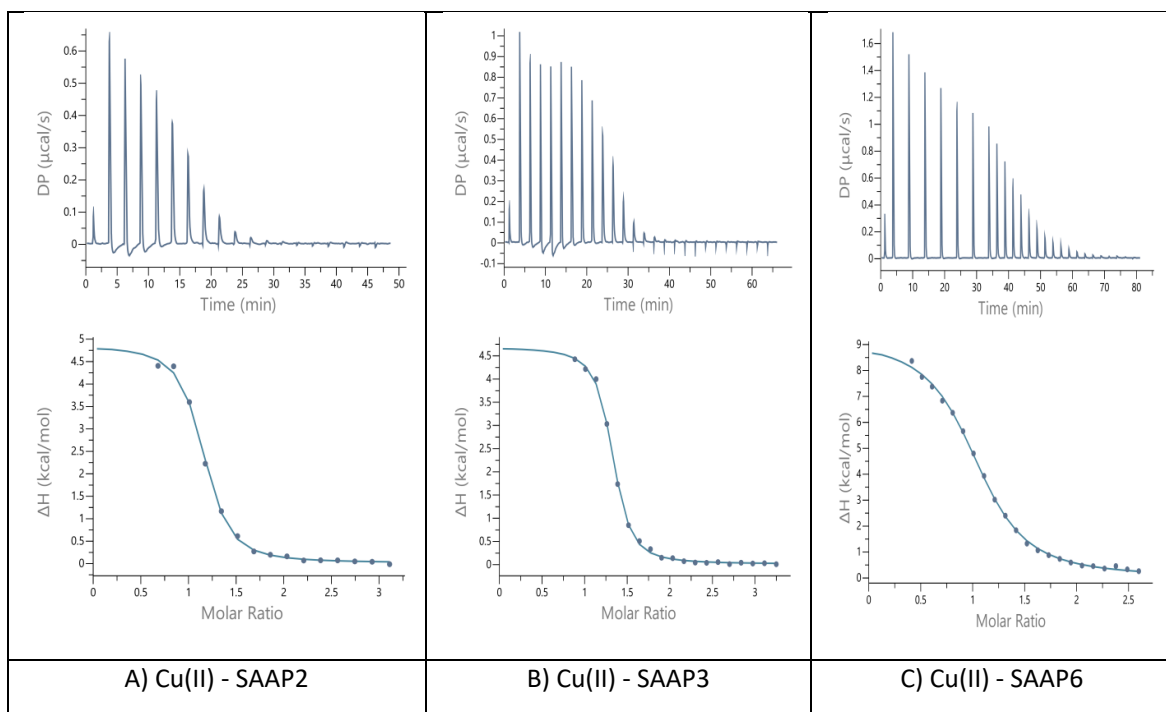 0.6
0.5
0.4
0.3
0.2
0.1
0
DP (µcal/s)
0 5 10 15 20 25 30 35 40 45 50
Time (min)
1
0.9
0.8
0.7
0.6
0.5
0.4
0.3
0.2
0.1
0
-0.1
DP (µcal/s)
0 10 20 30 40 50 60
Time (min)
1.6
1.4
1.2
1
0.8
0.6
0.4
0.2
0
DP (µcal/s)
0 10 20 30 40 50 60 70 80
Time (min)
5
4.5
4
3.5
3
2.5
2
1.5
1
0.5
0
ΔH (kcal/mol)
0 0.5 1 1.5 2 2.5 3
Molar Ratio
4.5
4
3.5
3
2.5
2
1.5
1
0.5
0
ΔH (kcal/mol)
0 0.5 1 1.5 2 2.5 3
Molar Ratio
9
8
7
6
5
4
3
2
1
0
ΔH (kcal/mol)
0 0.5 1 1.5 2 2.5
Molar Ratio
A) Cu(II) - SAAP2
B) Cu(II) - SAAP3
C) Cu(II) - SAAP6